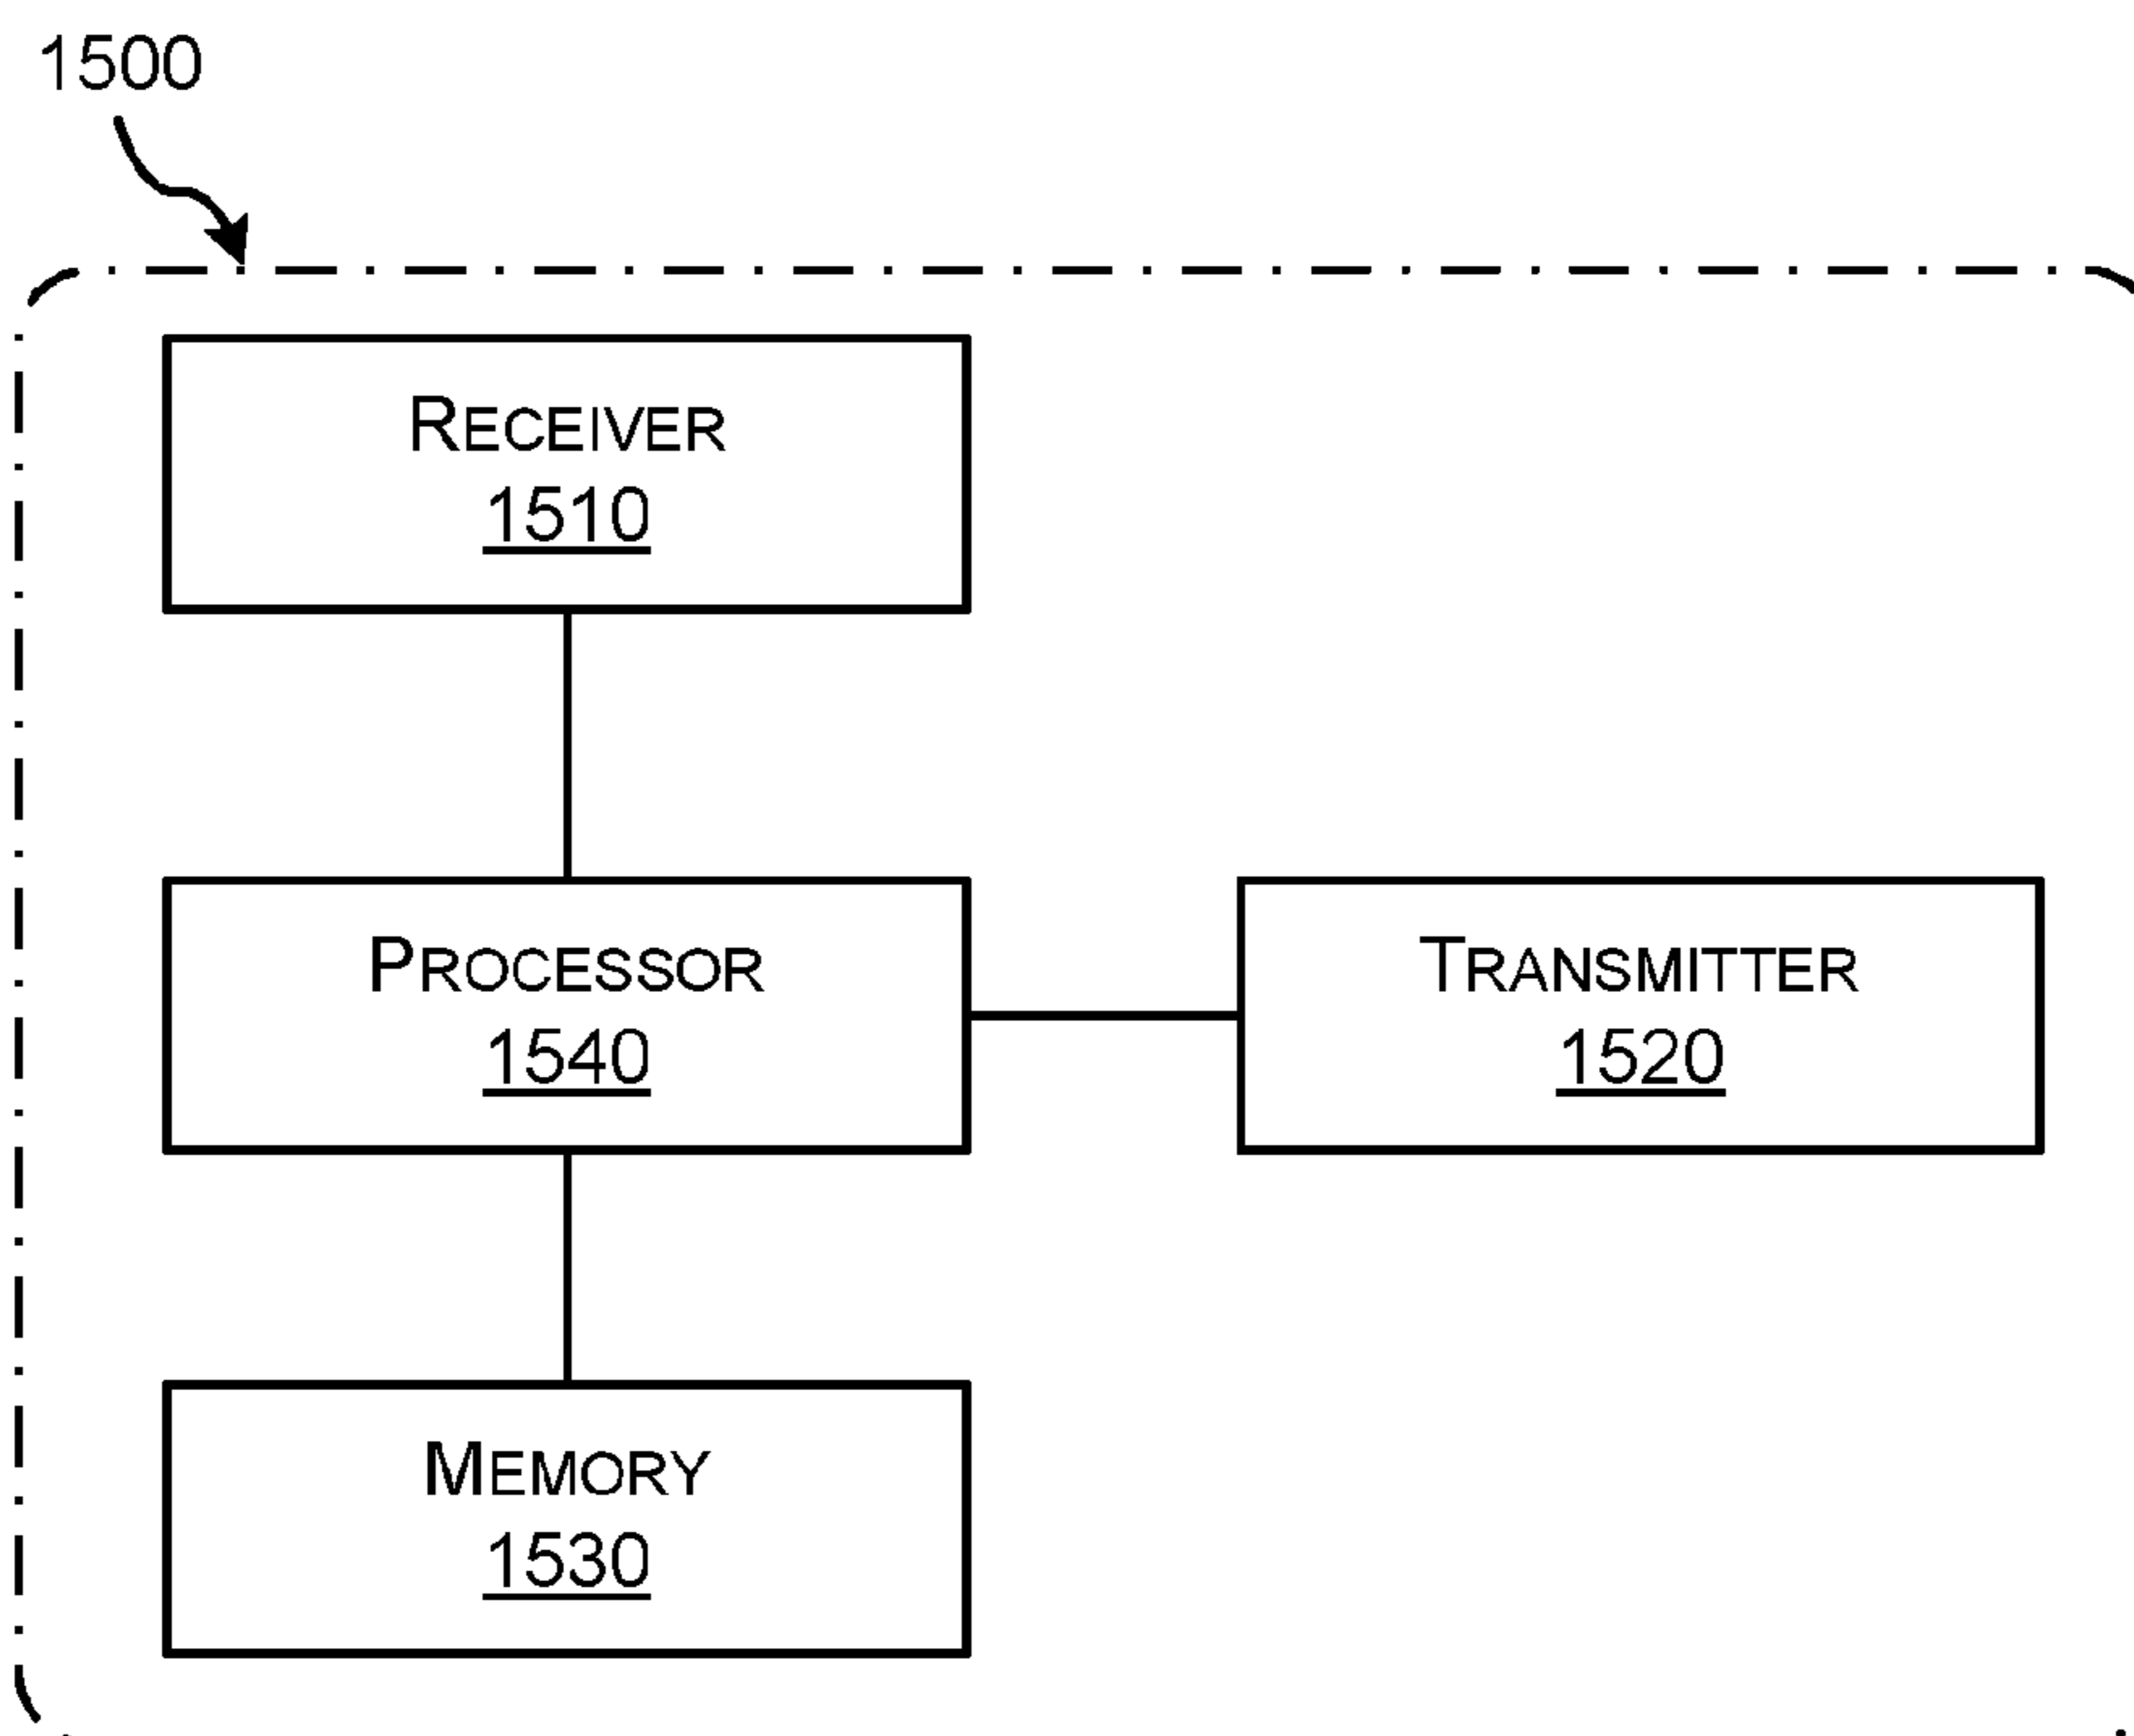 1500
RECEIVER
1510
PROCESSOR
1540
TRANSMITTER
1520
MEMORY
1530